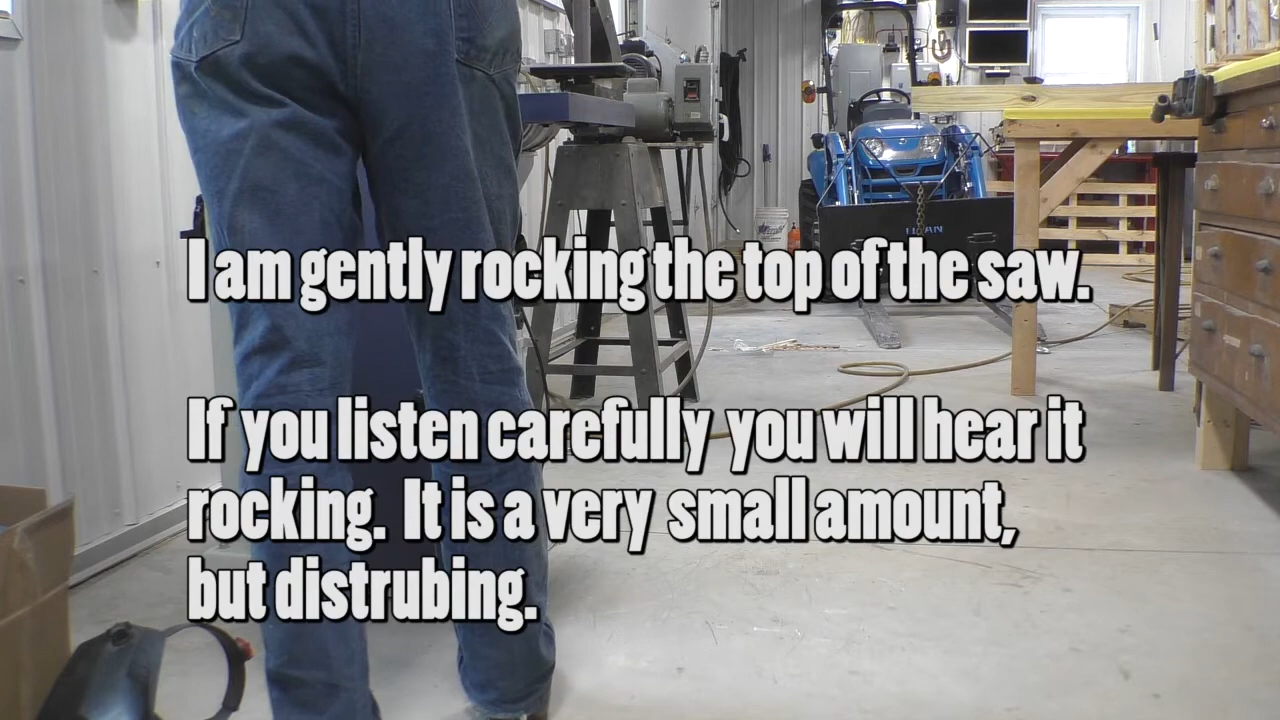 I am gently rocking the top of the saw.
If you listen carefully you will hear it
rocking. It is a very small amount,
but distrubing.